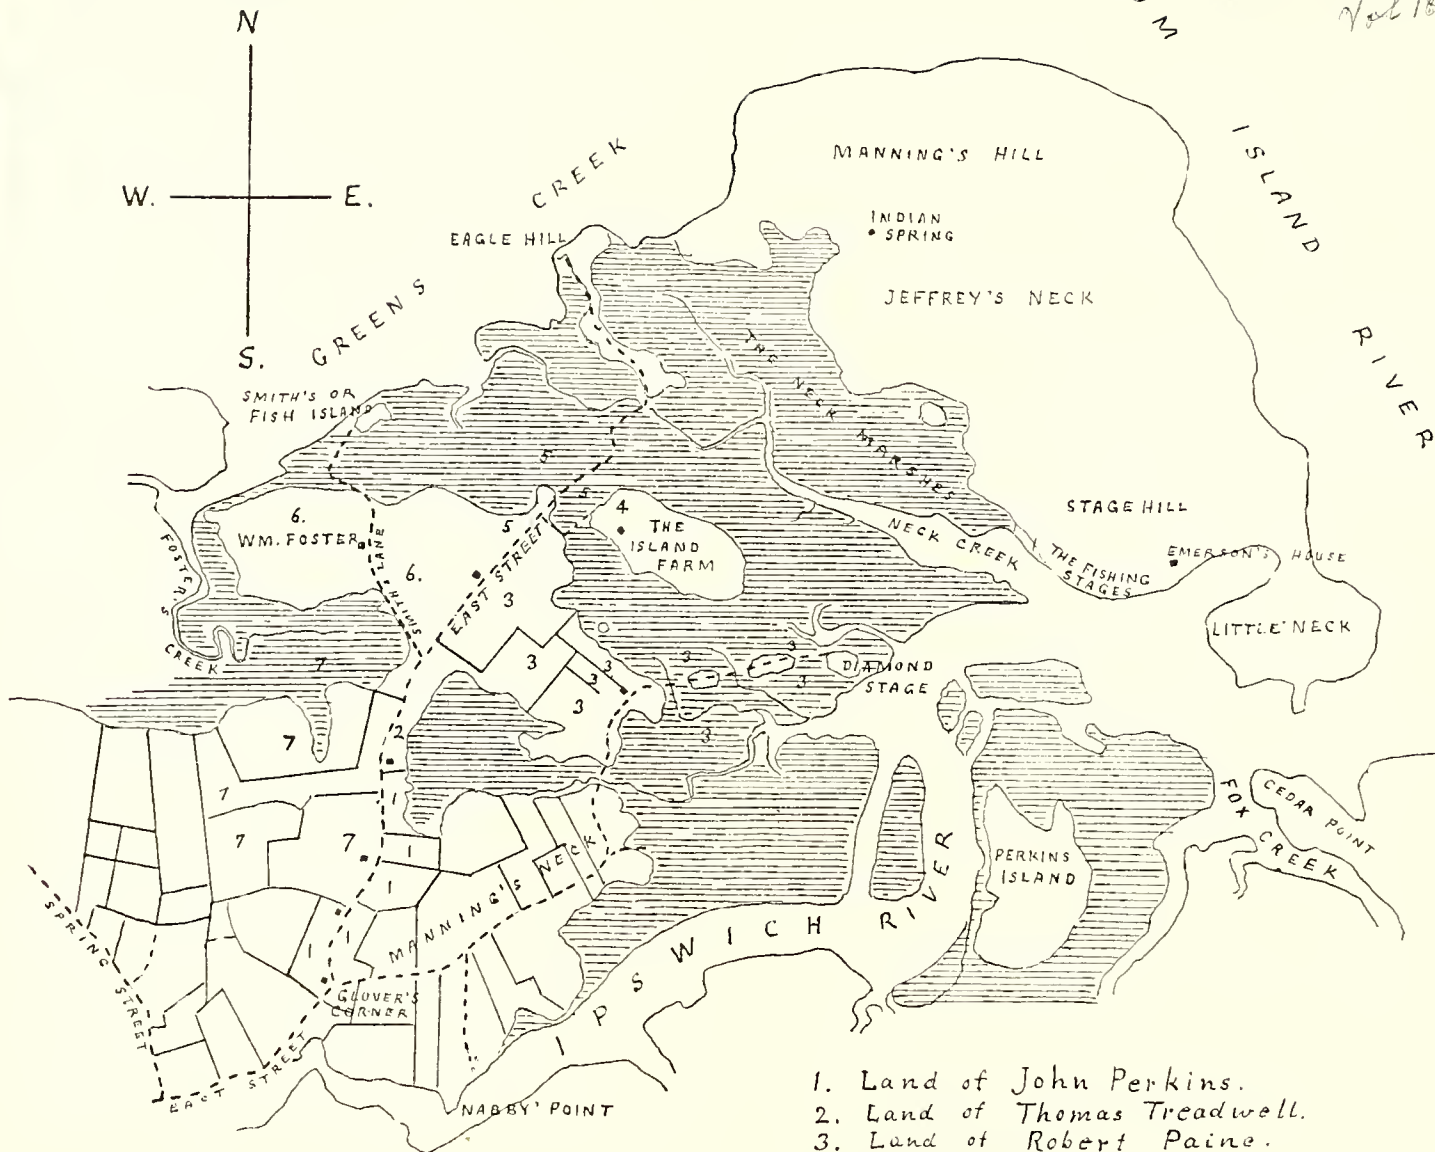 N
W. E.
S.
OM
ISLAND
RIVER
GREENS CREEK
MANNING'S HILL
INDIAN
SPRING
EAGLE HILL
JEFFREY'S NECK
SMITH'S OR
FISH ISLAND
THE NECK MARSHES
STAGE HILL
EMERSON'S HOUSE
NECK CREEK
THE FISHING
STAGES
LITTLE NECK
4
THE
ISLAND
FARM
5
5
5
6.
WM. FOSTER
6.
SMITH LANE
EAST STREET
FOSTER'S
CREEK
3
3
3
3
3
3
3
3
3
DIAMOND
STAGE
7
7
7
7
7
2
1
1
1
1
1
MANNING'S NECK
PERKINS
ISLAND
FOX CREEK
CEDAR POINT
IPSWICH RIVER
SPRING STREET
GLOVER'S
CORNER
EAST STREET
NABBY' POINT
1. Land of John Perkins.
2. Land of Thomas Treadwell.
3. Land of Robert Paine.